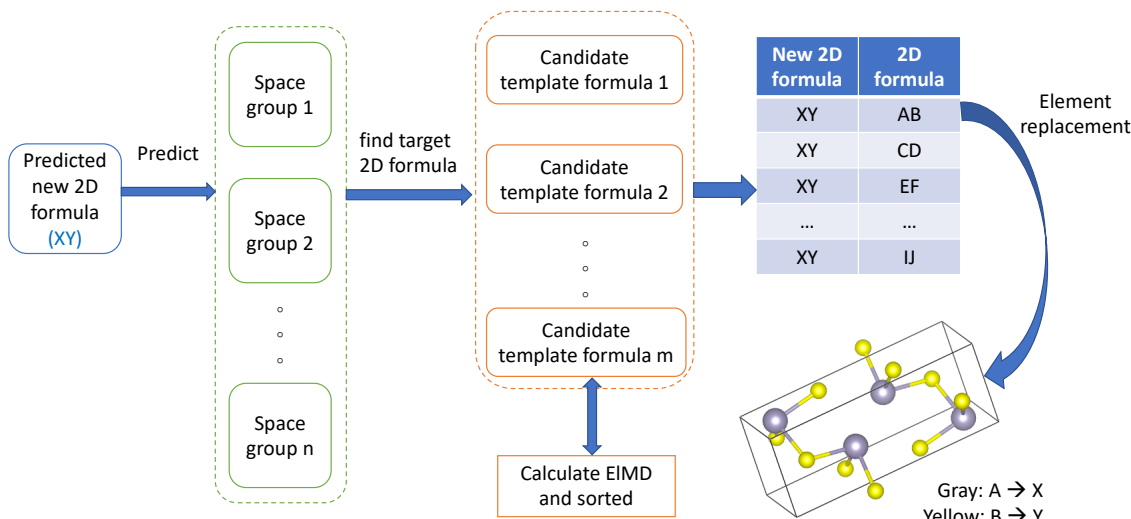 Predicted
new 2D
formula
(XY)
Predict
Space
group 1
Space
group 2
Space
group n
find target
2D formula
Candidate
template formula 1
Candidate
template formula 2
Candidate
template formula m
Calculate ElMD
and sorted
New 2D formula	2D formula
XY	AB
XY	CD
XY	EF
...	...
XY	IJ
Element
replacement
Gray: A → X
Yellow: B → Y